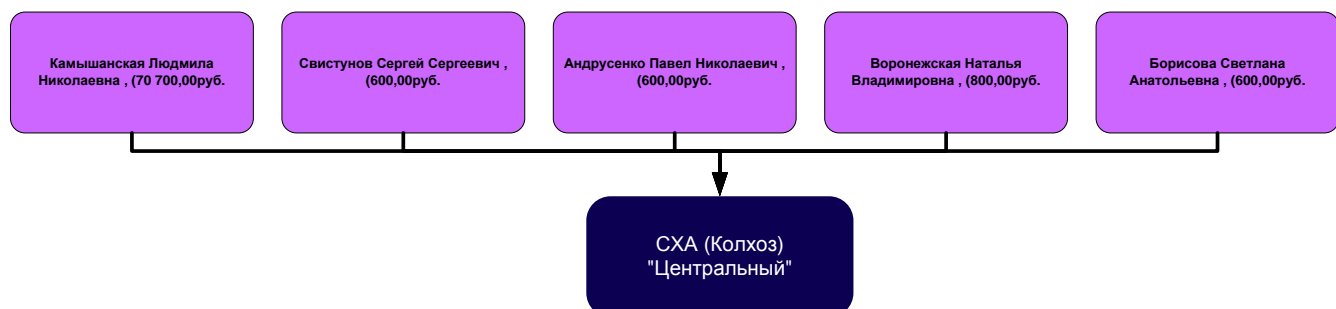 Камышанская Людмила
Николаевна , (70 700,00руб.
Свистунов Сергей Сергеевич ,
(600,00руб.
Андрусенко Павел Николаевич ,
(600,00руб.
Воронежская Наталья
Владимировна , (800,00руб.
Борисова Светлана
Анатольевна , (600,00руб.
СХА (Колхоз)
"Центральный"